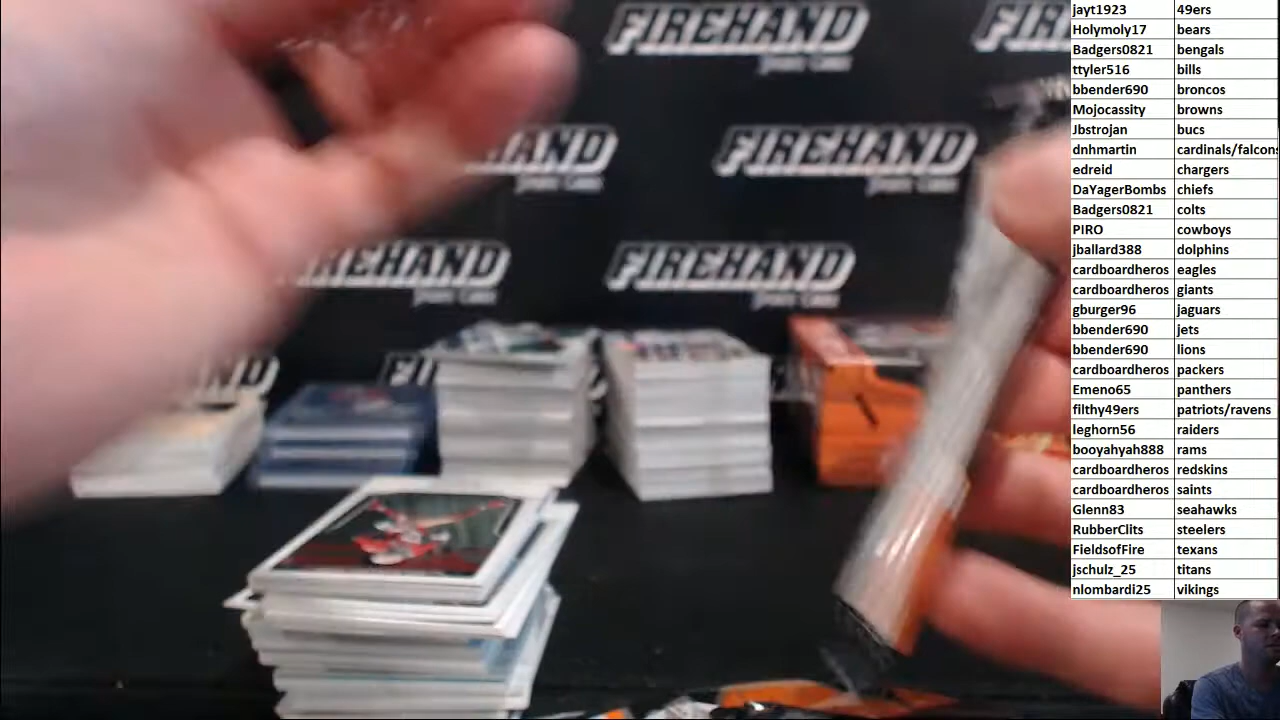 FIREHAND
FIREHAND
HAND
FIREHAND
FIREHAND
jayt1923 49ers
Holymoly17 bears
Badgers0821 bengals
ttyler516 bills
bbender690 broncos
Mojocassity browns
Jbstrojan bucs
dnhmartin cardinals/falcons
edreid chargers
DaYagerBombs chiefs
Badgers0821 colts
PIRO cowboys
jballard388 dolphins
cardboardheros eagles
cardboardheros giants
gburger96 jaguars
bbender690 jets
bbender690 lions
cardboardheros packers
Emeno65 panthers
filthy49ers patriots/ravens
leghorn56 raiders
booyahyah888 rams
cardboardheros redskins
cardboardheros saints
Glenn83 seahawks
RubberClits steelers
FieldsofFire texans
jschulz_25 titans
nlombardi25 vikings